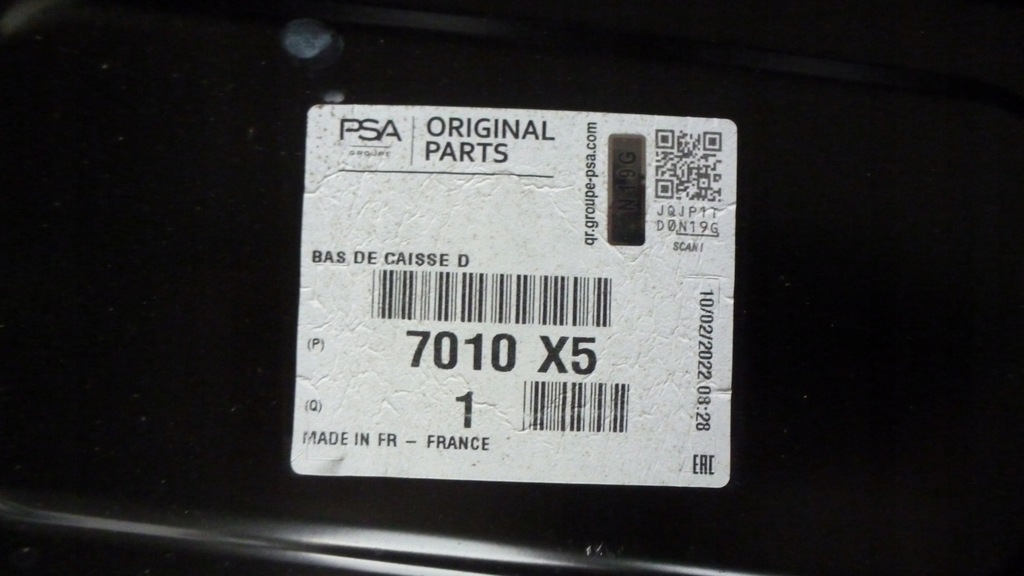 PSA
GROUPE
ORIGINAL
PARTS
qr.groupe-psa.com
N19G
JQJP1T
D0N19G
SCAN!
BAS DE CAISSE D
(P)
7010 X5
(Q)
1
MADE IN FR – FRANCE
10/02/2022 08:28
EAC